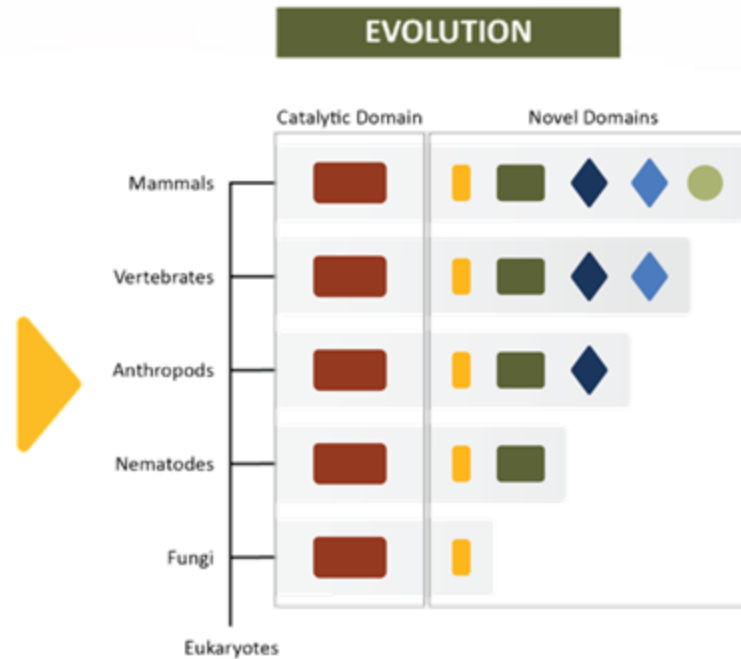 EVOLUTION
Catalytic Domain
Novel Domains
Mammals
Vertebrates
Anthropods
Nematodes
Fungi
Eukaryotes